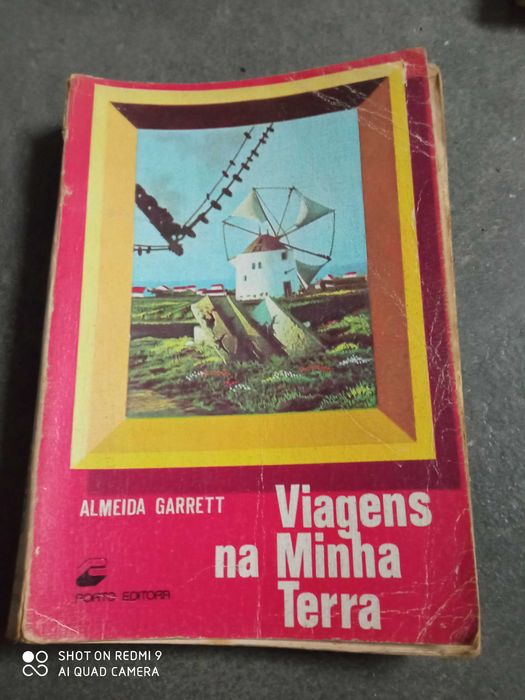 ALMEIDA GARRETT
Viagens
na Minha
Terra
PORTO EDITORA
SHOT ON REDMI 9
AI QUAD CAMERA